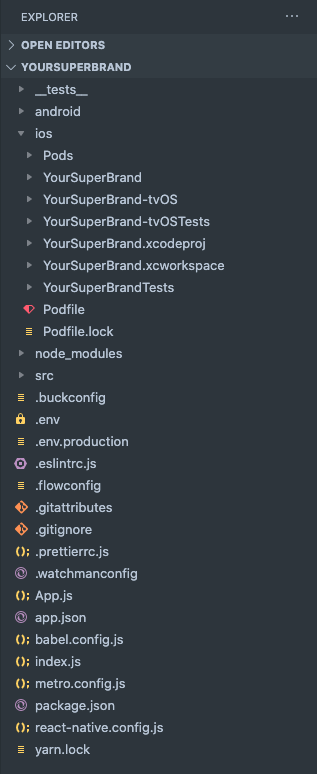 EXPLORER
OPEN EDITORS
YOURSUPERBRAND
__tests__
android
ios
Pods
YourSuperBrand
YourSuperBrand-tvOS
YourSuperBrand-tvOSTests
YourSuperBrand.xcodeproj
YourSuperBrand.xcworkspace
YourSuperBrandTests
Podfile
Podfile.lock
node_modules
src
.buckconfig
.env
.env.production
.eslintrc.js
.flowconfig
.gitattributes
.gitignore
.prettierrc.js
.watchmanconfig
App.js
app.json
babel.config.js
index.js
metro.config.js
package.json
react-native.config.js
yarn.lock